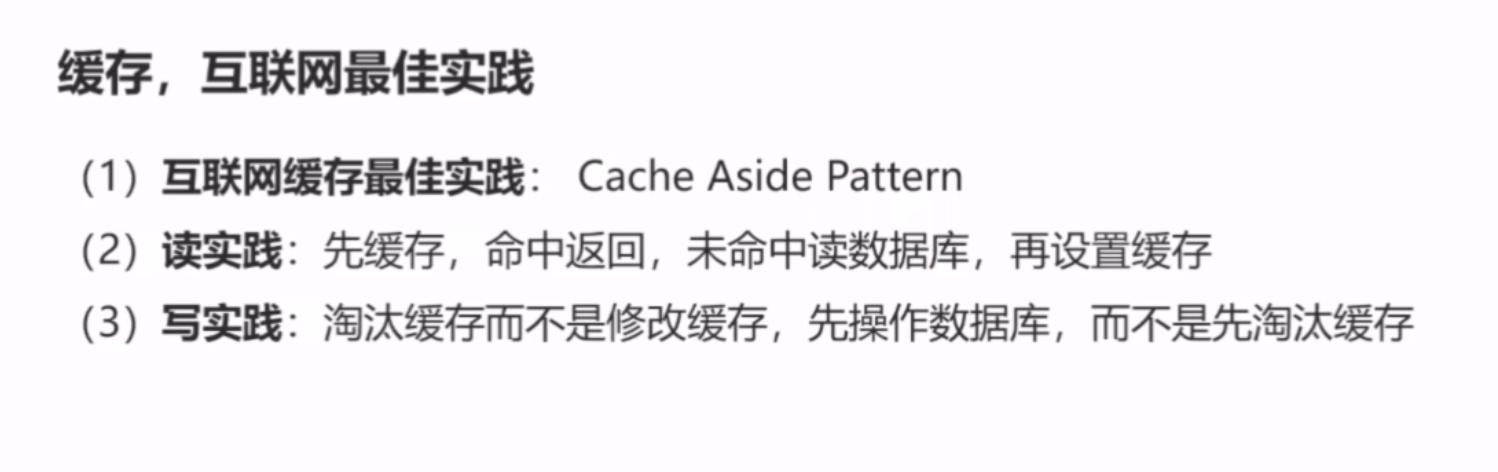 缓存，互联网最佳实践
（1）互联网缓存最佳实践： Cache Aside Pattern
（2）读实践：先缓存，命中返回，未命中读数据库，再设置缓存
（3）写实践：淘汰缓存而不是修改缓存，先操作数据库，而不是先淘汰缓存